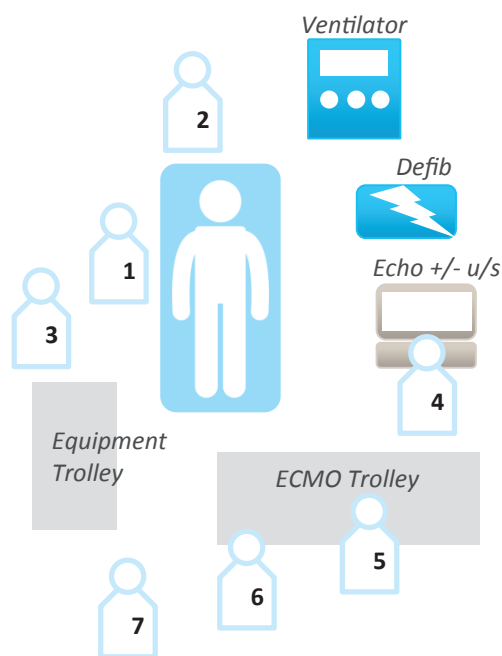 Ventilator
2
Defib
1
Echo +/- u/s
3
4
Equipment
Trolley
ECMO Trolley
5
6
7